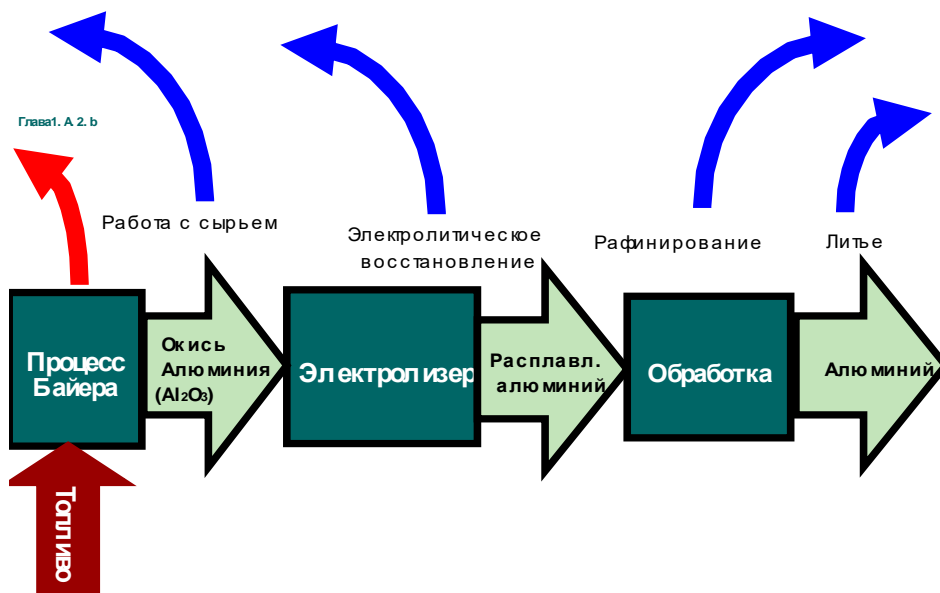 Глава1. А 2. b
Работа с сырьем
Электролитическое
восстановление
Рафинирование
Литье
Процесс
Байера
Окись
Алюминия
(Al₂O₃)
Электролизер
Расплавл.
алюминий
Обработка
Алюминий
Топливо